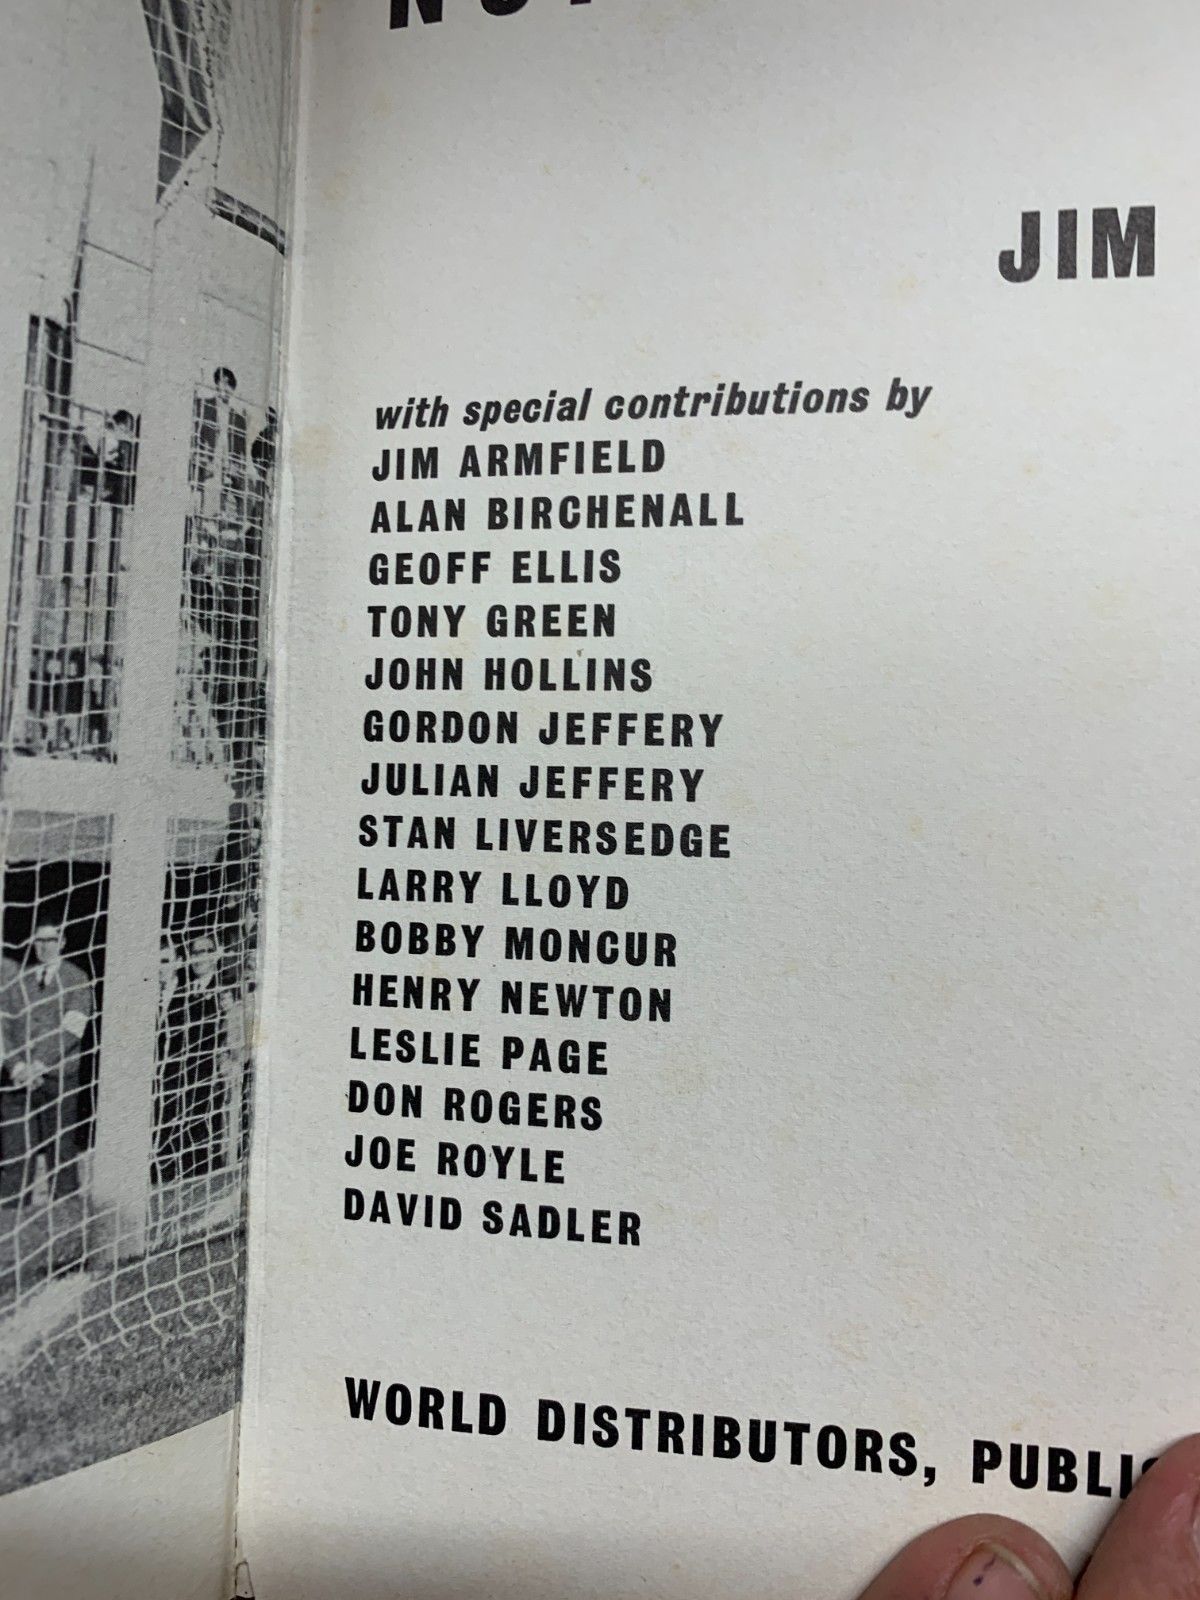 JIM
with special contributions by
JIM ARMFIELD
ALAN BIRCHENALL
GEOFF ELLIS
TONY GREEN
JOHN HOLLINS
GORDON JEFFERY
JULIAN JEFFERY
STAN LIVERSEDGE
LARRY LLOYD
BOBBY MONCUR
HENRY NEWTON
LESLIE PAGE
DON ROGERS
JOE ROYLE
DAVID SADLER
WORLD DISTRIBUTORS,